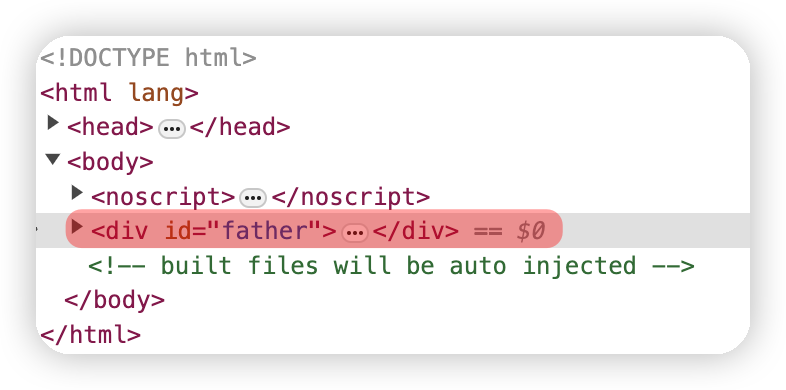 <!DOCTYPE html>
<html lang>
<head>…</head>
<body>
<noscript>…</noscript>
<div id="father">…</div> == $0
<!-- built files will be auto injected -->
</body>
</html>